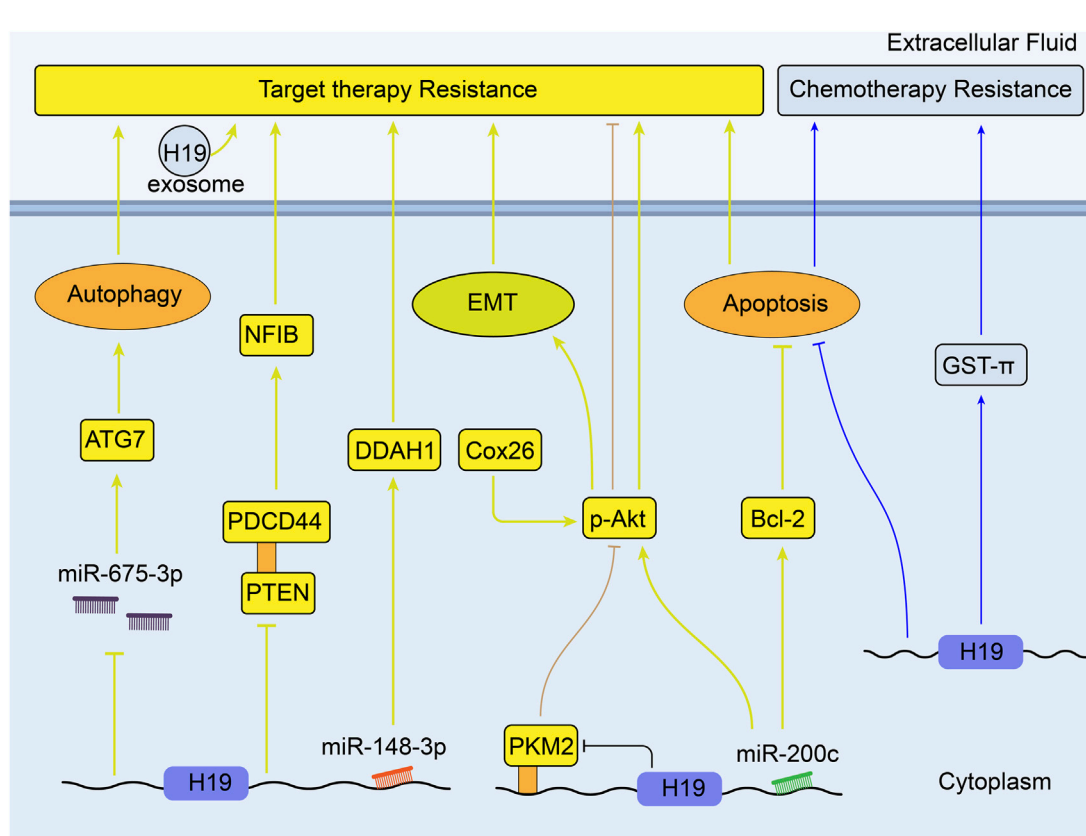 Extracellular Fluid
Target therapy Resistance
Chemotherapy Resistance
H19
exosome
Autophagy
EMT
Apoptosis
NFIB
GST-π
ATG7
DDAH1
Cox26
PDCD44
p-Akt
Bcl-2
miR-675-3p
PTEN
H19
miR-148-3p
PKM2
miR-200c
H19
H19
Cytoplasm